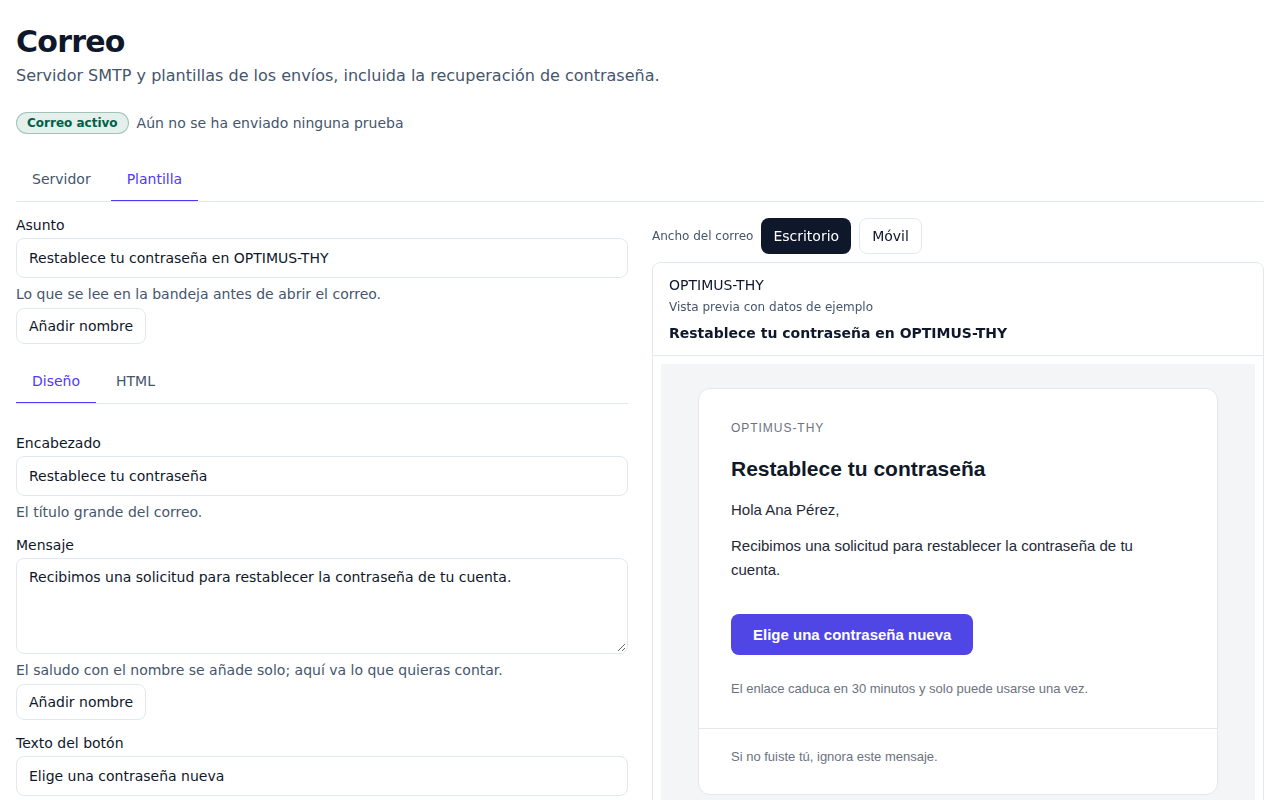 Correo
Servidor SMTP y plantillas de los envíos, incluida la recuperación de contraseña.
Correo activo Aún no se ha enviado ninguna prueba
Servidor Plantilla
Asunto
Restablece tu contraseña en OPTIMUS-THY
Lo que se lee en la bandeja antes de abrir el correo.
Añadir nombre
Diseño HTML
Encabezado
Restablece tu contraseña
El título grande del correo.
Mensaje
Recibimos una solicitud para restablecer la contraseña de tu cuenta.
El saludo con el nombre se añade solo; aquí va lo que quieras contar.
Añadir nombre
Texto del botón
Elige una contraseña nueva
Ancho del correo Escritorio Móvil
OPTIMUS-THY
Vista previa con datos de ejemplo
Restablece tu contraseña en OPTIMUS-THY
OPTIMUS-THY
Restablece tu contraseña
Hola Ana Pérez,
Recibimos una solicitud para restablecer la contraseña de tu
cuenta.
Elige una contraseña nueva
El enlace caduca en 30 minutos y solo puede usarse una vez.
Si no fuiste tú, ignora este mensaje.